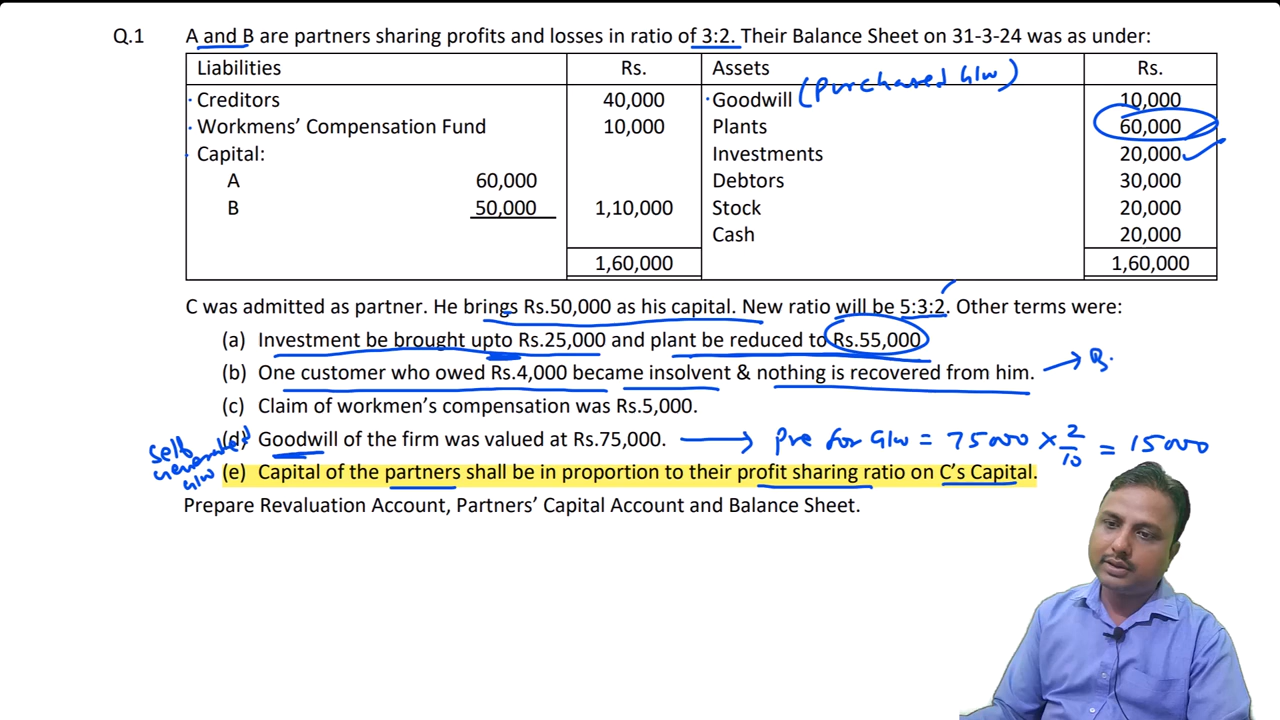 Q.1 A and B are partners sharing profits and losses in ratio of 3:2. Their Balance Sheet on 31-3-24 was as under:
Liabilities Rs. Assets Rs.
(Purchased G/w)
Creditors 40,000 Goodwill 10,000
Workmens’ Compensation Fund 10,000 Plants 60,000
Capital: Investments 20,000
A 60,000 Debtors 30,000
B 50,000 1,10,000 Stock 20,000
Cash 20,000
1,60,000 1,60,000
C was admitted as partner. He brings Rs.50,000 as his capital. New ratio will be 5:3:2. Other terms were:
(a) Investment be brought upto Rs.25,000 and plant be reduced to Rs.55,000
(b) One customer who owed Rs.4,000 became insolvent & nothing is recovered from him. → B.
(c) Claim of workmen’s compensation was Rs.5,000.
(d) Goodwill of the firm was valued at Rs.75,000. → Pre for G/w = 75000 × 2/10 = 15000
self generated G/w
(e) Capital of the partners shall be in proportion to their profit sharing ratio on C’s Capital.
Prepare Revaluation Account, Partners’ Capital Account and Balance Sheet.